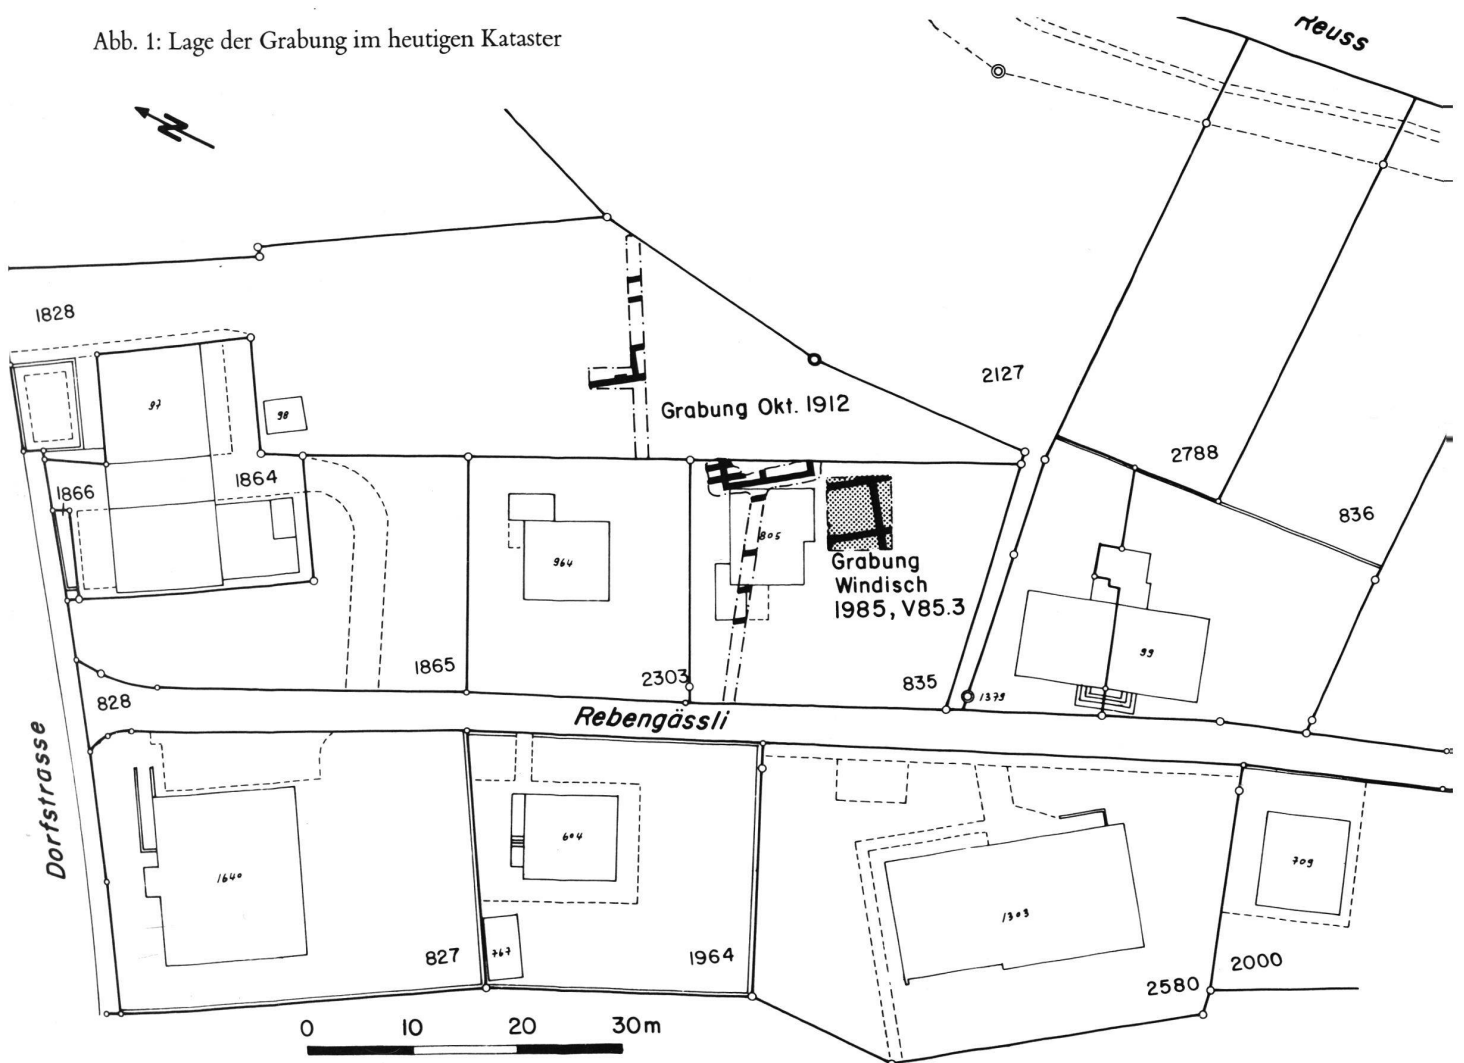 Abb. 1: Lage der Grabung im heutigen Kataster
Reuss
N
1828
2127
97
98
Grabung Okt. 1912
2788
1866
1864
836
964
805
Grabung
Windisch
1985, V85.3
99
1865
2303
835
1379
828
Rebengässli
Dorfstrasse
1640
604
709
1303
827
767
1964
2000
2580
0 10 20 30m